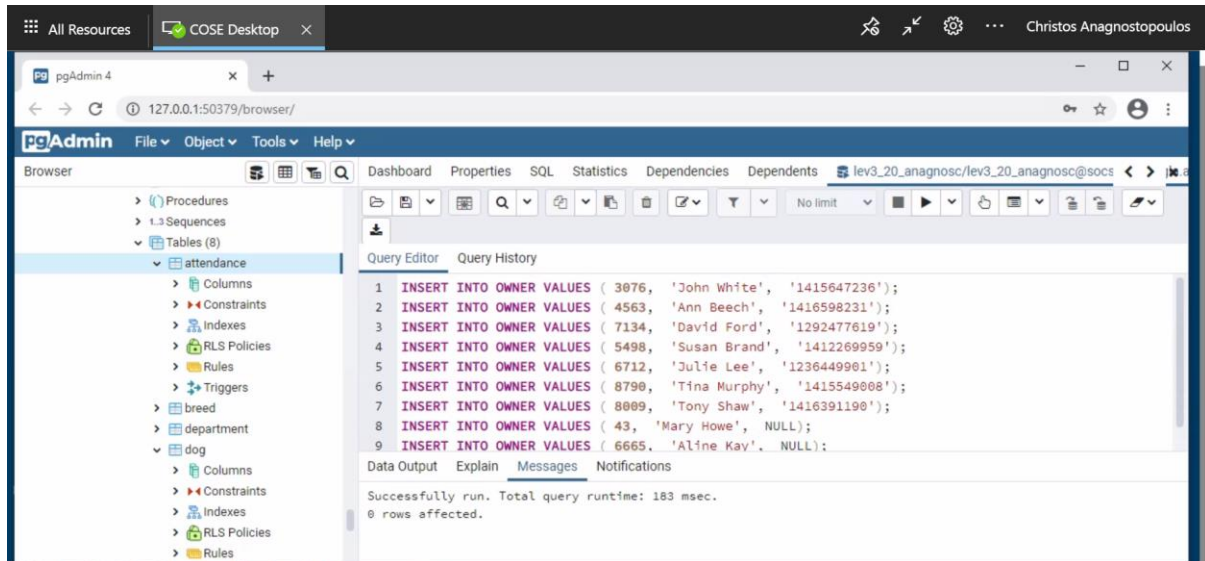 All Resources COSE Desktop Christos Anagnostopoulos
pgAdmin 4
127.0.0.1:50379/browser/
pgAdmin File Object Tools Help
Browser Dashboard Properties SQL Statistics Dependencies Dependents lev3_20_anagnosc/lev3_20_anagnosc@socs
Procedures
1..3 Sequences
Tables (8)
attendance
Columns
Constraints
Indexes
RLS Policies
Rules
Triggers
breed
department
dog
Columns
Constraints
Indexes
RLS Policies
Rules
No limit
Query Editor Query History
1 INSERT INTO OWNER VALUES ( 3076, 'John White', '1415647236');
2 INSERT INTO OWNER VALUES ( 4563, 'Ann Beech', '1416598231');
3 INSERT INTO OWNER VALUES ( 7134, 'David Ford', '1292477619');
4 INSERT INTO OWNER VALUES ( 5498, 'Susan Brand', '1412269959');
5 INSERT INTO OWNER VALUES ( 6712, 'Julie Lee', '1236449901');
6 INSERT INTO OWNER VALUES ( 8790, 'Tina Murphy', '1415549008');
7 INSERT INTO OWNER VALUES ( 8009, 'Tony Shaw', '1416391190');
8 INSERT INTO OWNER VALUES ( 43, 'Mary Howe', NULL);
9 INSERT INTO OWNER VALUES ( 6665, 'Aline Kay', NULL);
Data Output Explain Messages Notifications
Successfully run. Total query runtime: 183 msec.
0 rows affected.